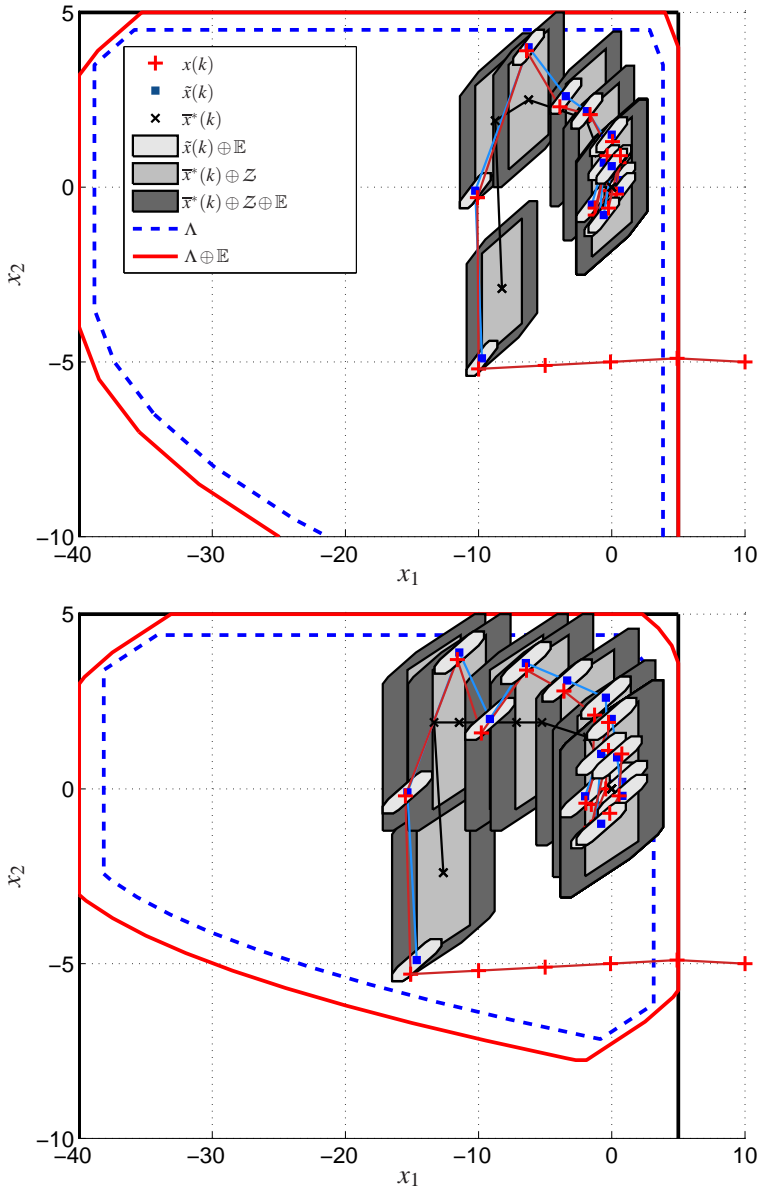 5
x(k)
x̃(k)
x̄*(k)
x̃(k) ⊕ 𝔼
x̄*(k) ⊕ 𝒵
x̄*(k) ⊕ 𝒵 ⊕ 𝔼
Λ
Λ ⊕ 𝔼
0
x₂
−5
−10
−40 −30 −20 −10 0 10
x₁
5
0
x₂
−5
−10
−40 −30 −20 −10 0 10
x₁